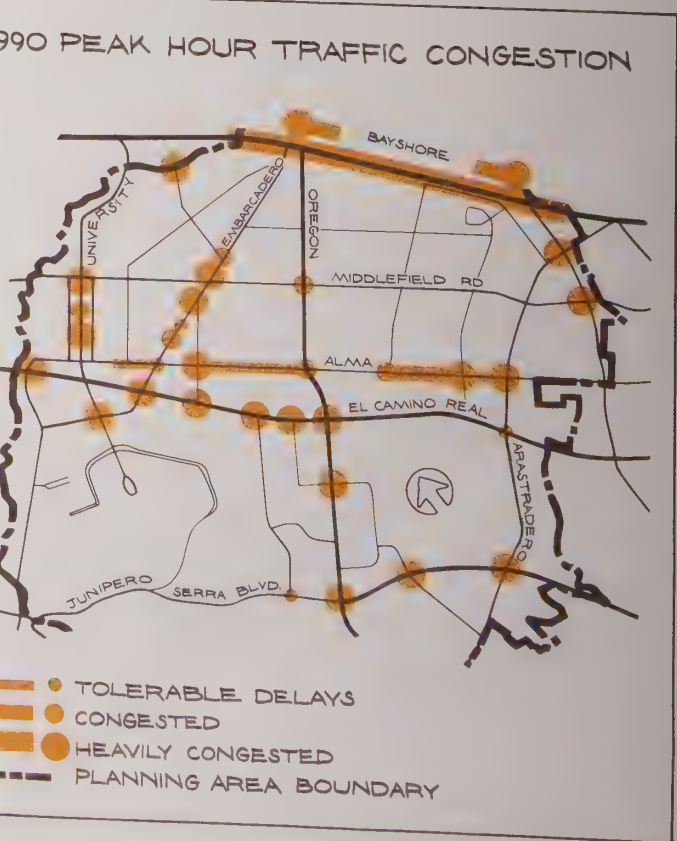 990 PEAK HOUR TRAFFIC CONGESTION
BAYSHORE
UNIVERSITY
EMBARCADERO
OREGON
MIDDLEFIELD RD
ALMA
EL CAMINO REAL
ARASTRADERO
JUNIPERO SERRA BLVD.
TOLERABLE DELAYS
CONGESTED
HEAVILY CONGESTED
PLANNING AREA BOUNDARY